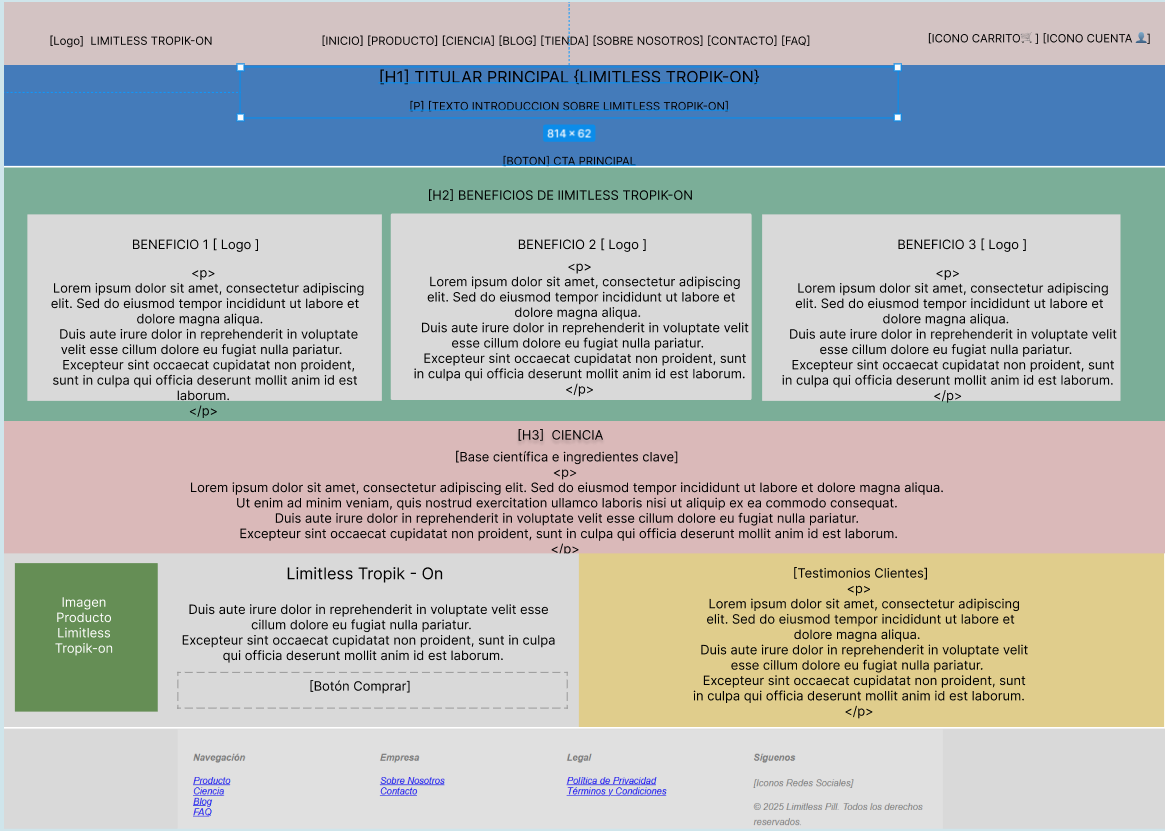 [Logo]  LIMITLESS TROPIK-ON
[INICIO] [PRODUCTO] [CIENCIA] [BLOG] [TIENDA] [SOBRE NOSOTROS] [CONTACTO] [FAQ]
[ICONO CARRITO🛒] [ICONO CUENTA 👤]
[H1] TITULAR PRINCIPAL {LIMITLESS TROPIK-ON}
[P] [TEXTO INTRODUCCION SOBRE LIMITLESS TROPIK-ON]
814 × 62
[BOTON] CTA PRINCIPAL
[H2] BENEFICIOS DE lIMITLESS TROPIK-ON
BENEFICIO 1 [ Logo ]
<p>
Lorem ipsum dolor sit amet, consectetur adipiscing
elit. Sed do eiusmod tempor incididunt ut labore et
dolore magna aliqua.
Duis aute irure dolor in reprehenderit in voluptate
velit esse cillum dolore eu fugiat nulla pariatur.
Excepteur sint occaecat cupidatat non proident,
sunt in culpa qui officia deserunt mollit anim id est
laborum.
</p>
BENEFICIO 2 [ Logo ]
<p>
Lorem ipsum dolor sit amet, consectetur adipiscing
elit. Sed do eiusmod tempor incididunt ut labore et
dolore magna aliqua.
Duis aute irure dolor in reprehenderit in voluptate velit
esse cillum dolore eu fugiat nulla pariatur.
Excepteur sint occaecat cupidatat non proident, sunt
in culpa qui officia deserunt mollit anim id est laborum.
</p>
BENEFICIO 3 [ Logo ]
<p>
Lorem ipsum dolor sit amet, consectetur adipiscing
elit. Sed do eiusmod tempor incididunt ut labore et
dolore magna aliqua.
Duis aute irure dolor in reprehenderit in voluptate velit
esse cillum dolore eu fugiat nulla pariatur.
Excepteur sint occaecat cupidatat non proident, sunt
in culpa qui officia deserunt mollit anim id est laborum.
</p>
[H3]  CIENCIA
[Base científica e ingredientes clave]
<p>
Lorem ipsum dolor sit amet, consectetur adipiscing elit. Sed do eiusmod tempor incididunt ut labore et dolore magna aliqua.
Ut enim ad minim veniam, quis nostrud exercitation ullamco laboris nisi ut aliquip ex ea commodo consequat.
Duis aute irure dolor in reprehenderit in voluptate velit esse cillum dolore eu fugiat nulla pariatur.
Excepteur sint occaecat cupidatat non proident, sunt in culpa qui officia deserunt mollit anim id est laborum.
</p>
Imagen
Producto
Limitless
Tropik-on
Limitless Tropik - On
Duis aute irure dolor in reprehenderit in voluptate velit esse
cillum dolore eu fugiat nulla pariatur.
Excepteur sint occaecat cupidatat non proident, sunt in culpa
qui officia deserunt mollit anim id est laborum.
[Botón Comprar]
[Testimonios Clientes]
<p>
Lorem ipsum dolor sit amet, consectetur adipiscing
elit. Sed do eiusmod tempor incididunt ut labore et
dolore magna aliqua.
Duis aute irure dolor in reprehenderit in voluptate velit
esse cillum dolore eu fugiat nulla pariatur.
Excepteur sint occaecat cupidatat non proident, sunt
in culpa qui officia deserunt mollit anim id est laborum.
</p>
Navegación
Producto
Ciencia
Blog
FAQ
Empresa
Sobre Nosotros
Contacto
Legal
Política de Privacidad
Términos y Condiciones
Síguenos
[Iconos Redes Sociales]
© 2025 Limitless Pill. Todos los derechos
reservados.